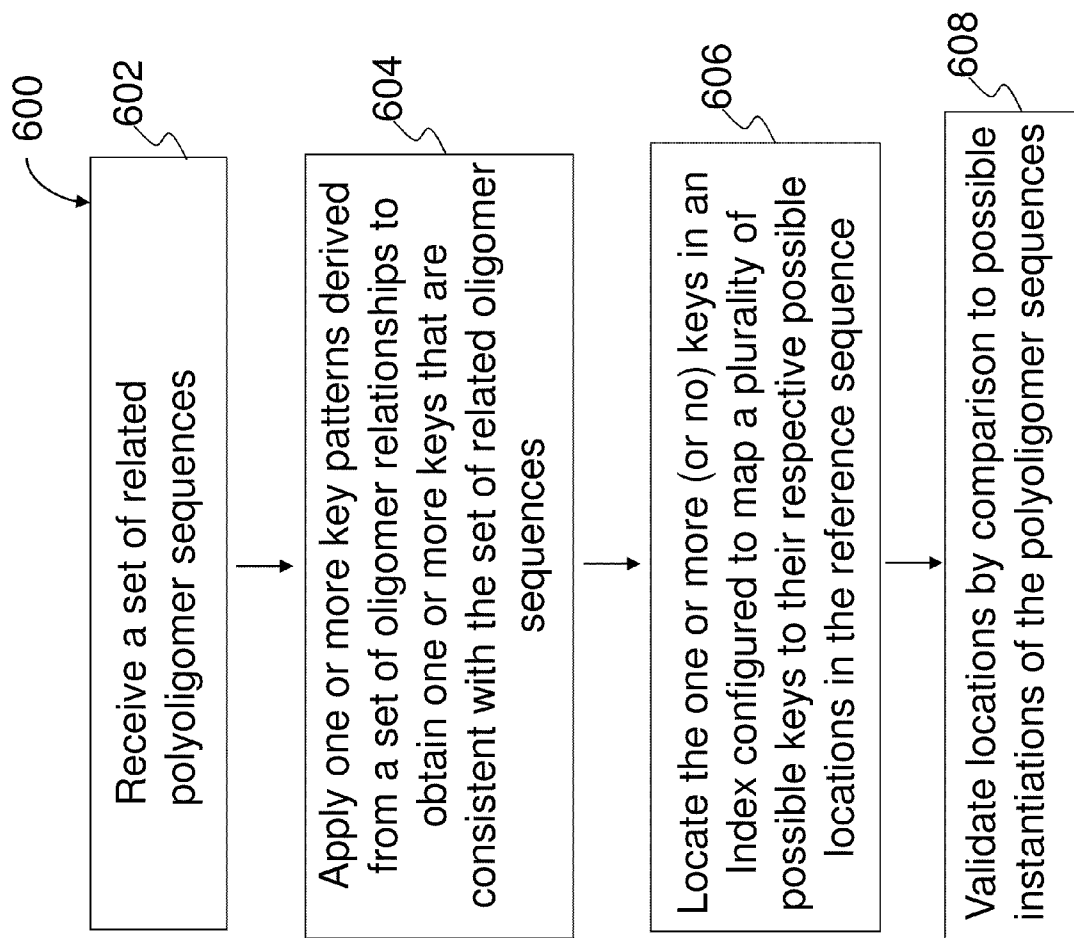 600
602
Receive a set of related
polyoligomer sequences
604
Apply one or more key patterns derived
from a set of oligomer relationships to
obtain one or more keys that are
consistent with the set of related oligomer
sequences
606
Locate the one or more (or no) keys in an
Index configured to map a plurality of
possible keys to their respective possible
locations in the reference sequence
608
Validate locations by comparison to possible
instantiations of the polyoligomer sequences